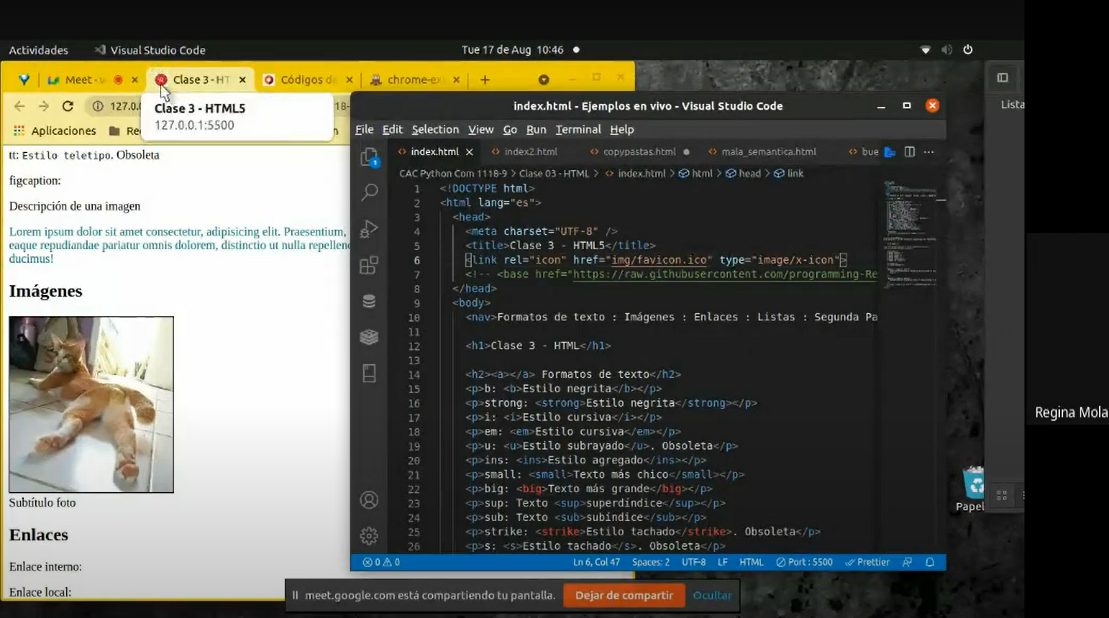 Actividades
Visual Studio Code
Tue 17 de Aug 10:46
Meet -
Clase 3 - HT
Códigos d
chrome-ex
127.0.
Clase 3 - HTML5
127.0.0.1:5500
18-
Aplicaciones
Re
tt: Estilo teletipo. Obsoleta
figcaption:
Descripción de una imagen
Lorem ipsum dolor sit amet consectetur, adipisicing elit. Praesentium,
eaque repudiandae pariatur omnis dolorem, distinctio ut nulla repellen
ducimus!
Imágenes
Subtítulo foto
Enlaces
Enlace interno:
Enlace local:
index.html - Ejemplos en vivo - Visual Studio Code
File Edit Selection View Go Run Terminal Help
index.html
index2.html
copypastas.html
mala_semantica.html
bue
CAC Python Com 1118-9 > Clase 03 - HTML > index.html > html > head > link
1 <!DOCTYPE html>
2 <html lang="es">
3 <head>
4 <meta charset="UTF-8" />
5 <title>Clase 3 - HTML5</title>
6 <link rel="icon" href="img/favicon.ico" type="image/x-icon">
7 <!-- <base href="https://raw.githubusercontent.com/programming-Re
8 </head>
9 <body>
10 <nav>Formatos de texto : Imágenes : Enlaces : Listas : Segunda Pa
11
12 <h1>Clase 3 - HTML</h1>
13
14 <h2><a></a> Formatos de texto</h2>
15 <p>b: <b>Estilo negrita</b></p>
16 <p>strong: <strong>Estilo negrita</strong></p>
17 <p>i: <i>Estilo cursiva</i></p>
18 <p>em: <em>Estilo cursiva</em></p>
19 <p>u: <u>Estilo subrayado</u>. Obsoleta</p>
20 <p>ins: <ins>Estilo agregado</ins></p>
21 <p>small: <small>Texto más chico</small></p>
22 <p>big: <big>Texto más grande</big></p>
23 <p>sup: Texto <sup>superdíndice</sup></p>
24 <p>sub: Texto <sub>subíndice</sub></p>
25 <p>strike: <strike>Estilo tachado</strike>. Obsoleta</p>
26 <p>s: <s>Estilo tachado</s>. Obsoleta</p>
0 0
Ln 6, Col 47 Spaces: 2 UTF-8 LF HTML Port : 5500 Prettier
Lista
Regina Mola
Papel
meet.google.com está compartiendo tu pantalla.
Dejar de compartir
Ocultar